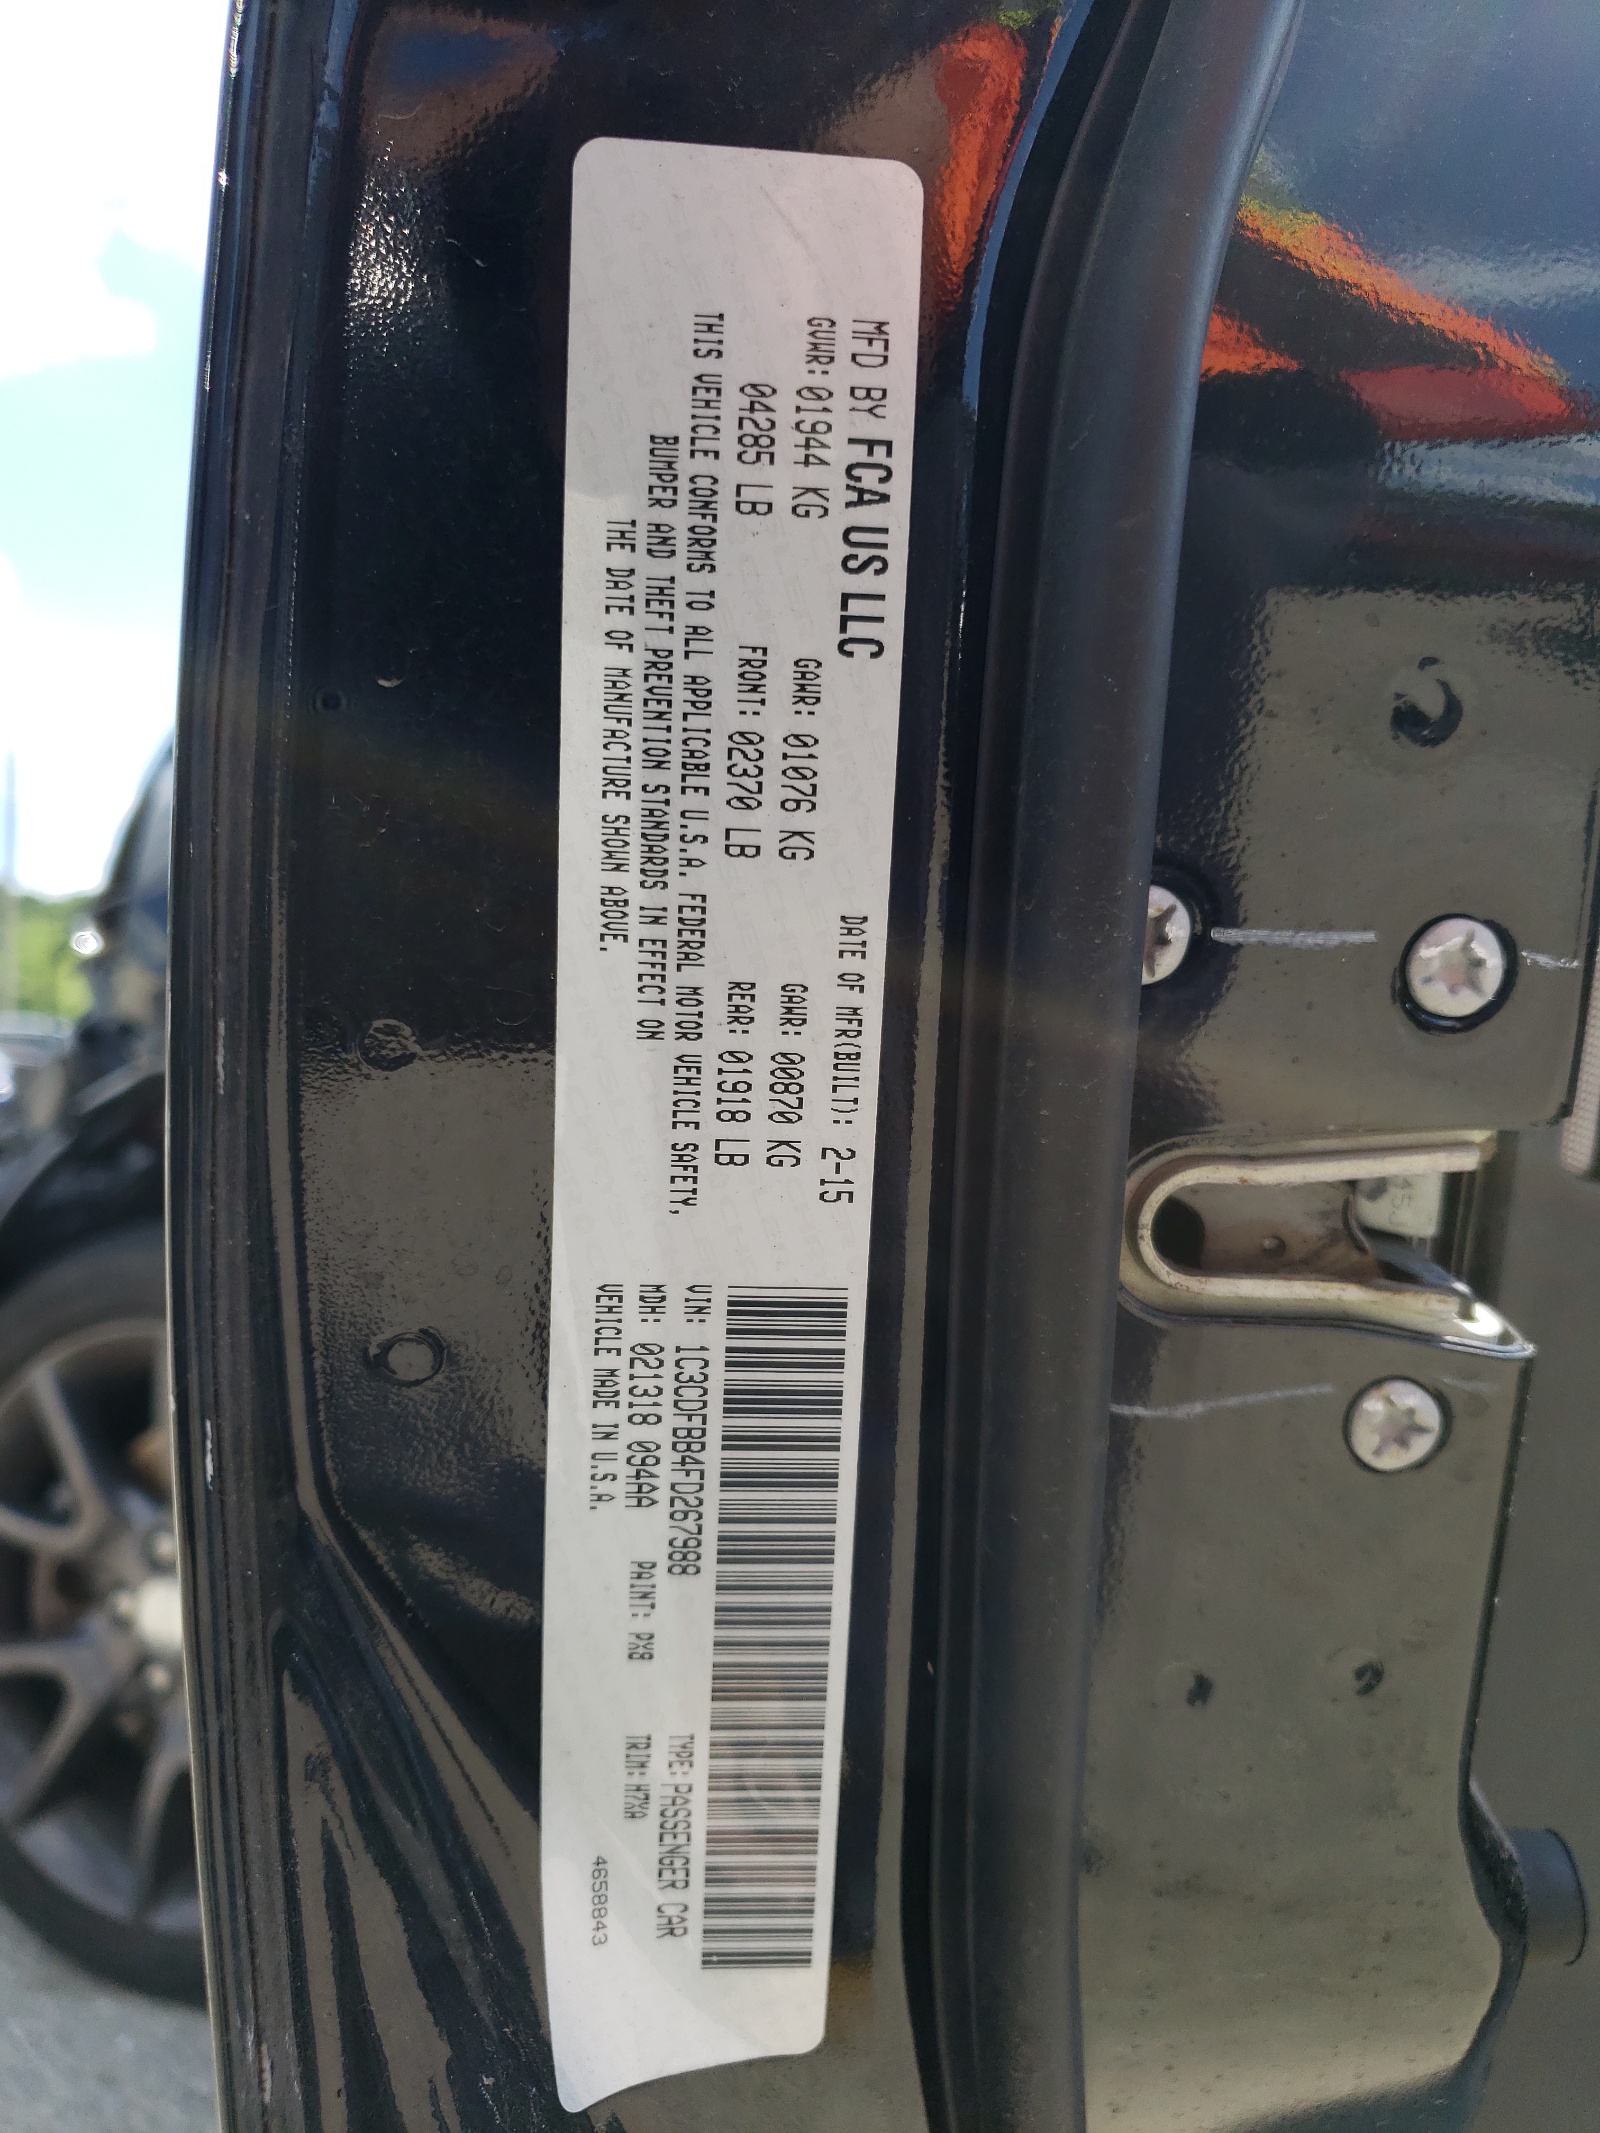 MFD BY FCA US LLC DATE OF MFR(BUILT): 2-15
GVWR: 01944 KG GAWR: 01076 KG GAWR: 00870 KG
04285 LB FRONT: 02370 LB REAR: 01918 LB
THIS VEHICLE CONFORMS TO ALL APPLICABLE U.S.A. FEDERAL MOTOR VEHICLE SAFETY,
BUMPER AND THEFT PREVENTION STANDARDS IN EFFECT ON
THE DATE OF MANUFACTURE SHOWN ABOVE.
VIN: 1C3CDFBB4FD267988 TYPE: PASSENGER CAR
MDH: 021318 094AA PAINT: PX8 TRIM: H7XA
VEHICLE MADE IN U.S.A. 4658843